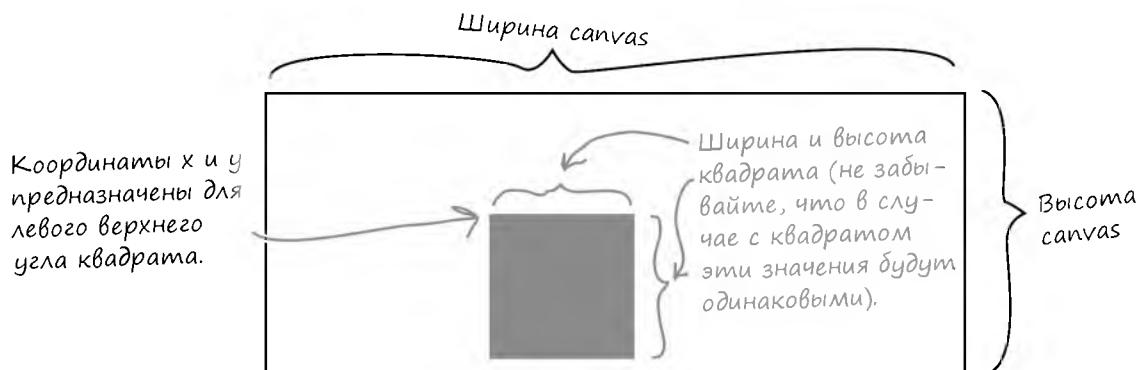 Ширина canvas
Координаты x и y
предназначены для
левого верхнего
угла квадрата.
Ширина и высота
квадрата (не забы-
вайте, что в слу-
чае с квадратом
эти значения будут
одинаковыми).
Высота
canvas